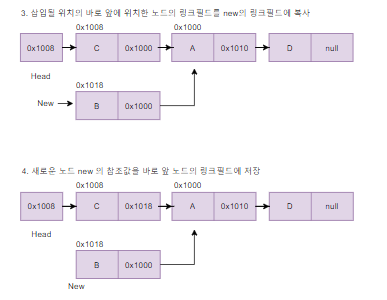 3. 삽입될 위치의 바로 앞에 위치한 노드의 링크필드를 new의 링크필드에 복사
0x1008 0x1000
0x1008 C 0x1000 A 0x1010 D null
Head
0x1018
New B 0x1000
4. 새로운 노드 new 의 참조값을 바로 앞 노드의 링크필드에 저장
0x1008 0x1000
0x1008 C 0x1018 A 0x1010 D null
Head
0x1018
B 0x1000
New